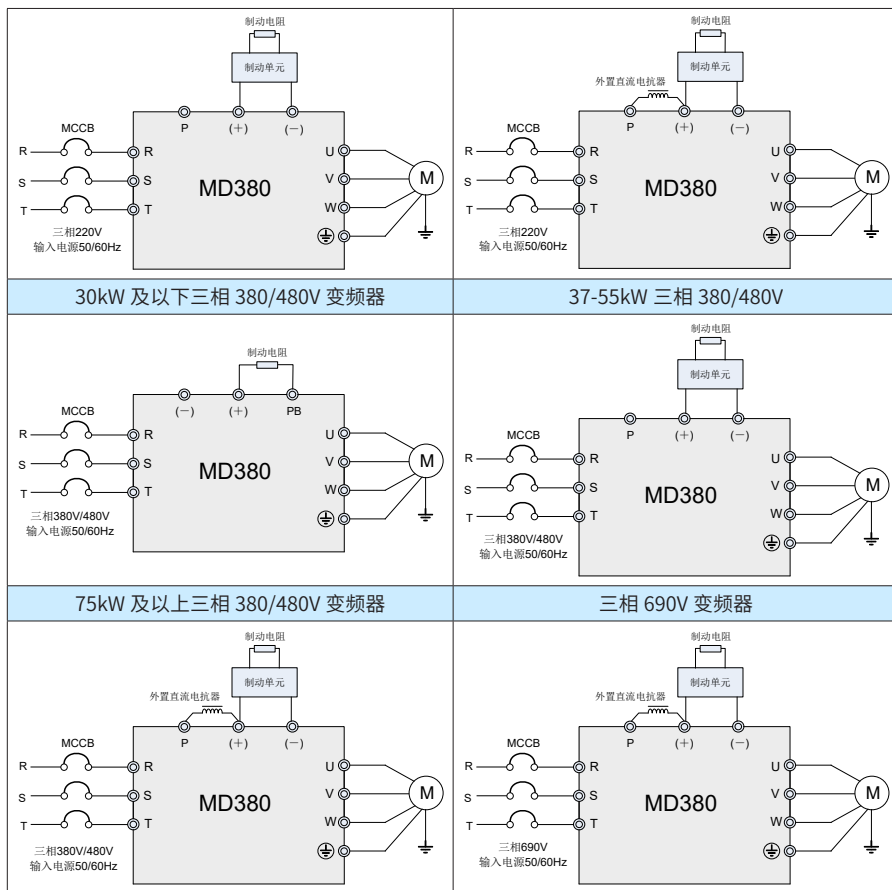 制动电阻
制动单元
P
(+)
(—)
MCCB
R
R
S
S
T
T
MD380
U
V
W
M
三相220V
输入电源50/60Hz
制动电阻
制动单元
外置直流电抗器
P
(+)
(—)
MCCB
R
R
S
S
T
T
MD380
U
V
W
M
三相220V
输入电源50/60Hz
30kW 及以下三相 380/480V 变频器
37-55kW 三相 380/480V
制动电阻
(—)
(+)
PB
MCCB
R
R
S
S
T
T
MD380
U
V
W
M
三相380V/480V
输入电源50/60Hz
制动电阻
制动单元
P
(+)
(—)
MCCB
R
R
S
S
T
T
MD380
U
V
W
M
三相380V/480V
输入电源50/60Hz
75kW 及以上三相 380/480V 变频器
三相 690V 变频器
制动电阻
制动单元
外置直流电抗器
P
(+)
(—)
MCCB
R
R
S
S
T
T
MD380
U
V
W
M
三相380V/480V
输入电源50/60Hz
制动电阻
制动单元
外置直流电抗器
P
(+)
(—)
MCCB
R
R
S
S
T
T
MD380
U
V
W
M
三相690V
输入电源50/60Hz